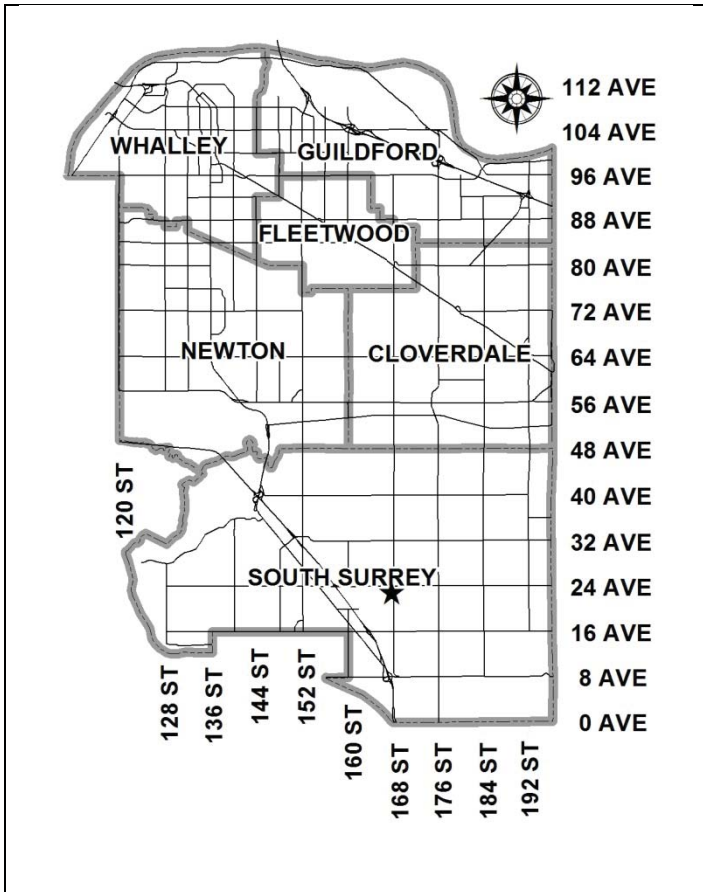 112 AVE
104 AVE
WHALLEY
GUILDFORD
96 AVE
88 AVE
FLEETWOOD
80 AVE
72 AVE
NEWTON
CLOVERDALE
64 AVE
56 AVE
48 AVE
120 ST
40 AVE
32 AVE
SOUTH SURREY
24 AVE
16 AVE
8 AVE
128 ST
136 ST
144 ST
152 ST
160 ST
0 AVE
168 ST
176 ST
184 ST
192 ST